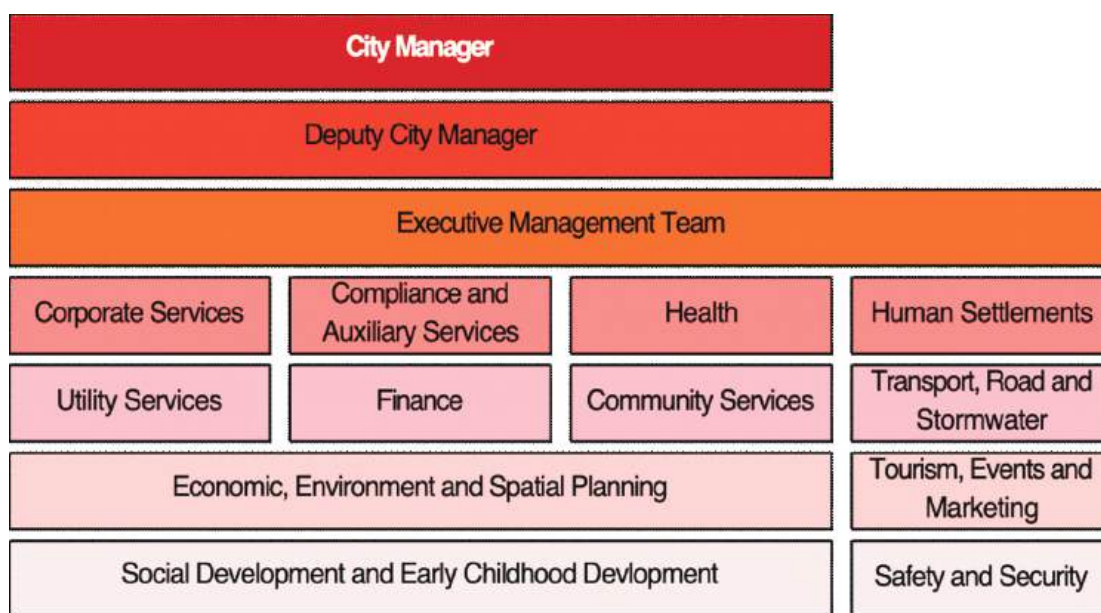 City Manager
Deputy City Manager
Executive Management Team
Corporate Services
Compliance and
Auxiliary Services
Health
Human Settlements
Utility Services
Finance
Community Services
Transport, Road and
Stormwater
Economic, Environment and Spatial Planning
Tourism, Events and
Marketing
Social Development and Early Childhood Devlopment
Safety and Security